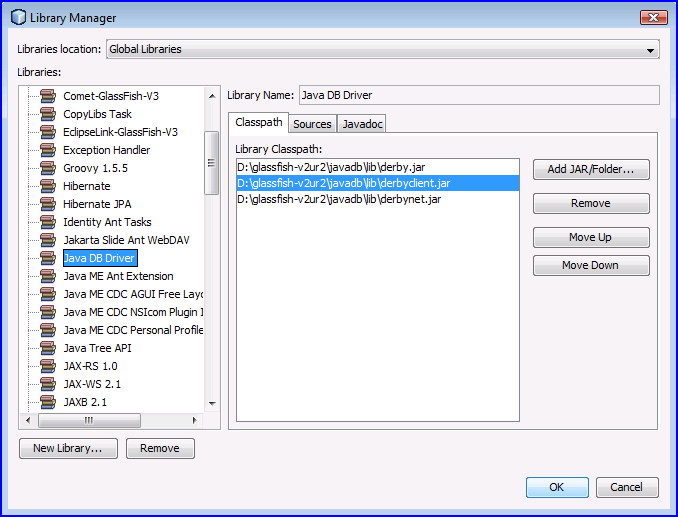 Library Manager
Libraries location: Global Libraries
Libraries:
Comet-GlassFish-V3
CopyLibs Task
EclipseLink-GlassFish-V3
Exception Handler
Groovy 1.5.5
Hibernate
Hibernate JPA
Identity Ant Tasks
Jakarta Slide Ant WebDAV
Java DB Driver
Java ME Ant Extension
Java ME CDC AGUI Free Layo
Java ME CDC NSIcom Plugin I
Java ME CDC Personal Profile
Java Tree API
JAX-RS 1.0
JAX-WS 2.1
JAXB 2.1
New Library...
Remove
Library Name: Java DB Driver
Classpath
Sources
Javadoc
Library Classpath:
D:\glassfish-v2ur2\javadb\lib\derby.jar
D:\glassfish-v2ur2\javadb\lib\derbyclient.jar
D:\glassfish-v2ur2\javadb\lib\derbynet.jar
Add JAR/Folder...
Remove
Move Up
Move Down
OK
Cancel